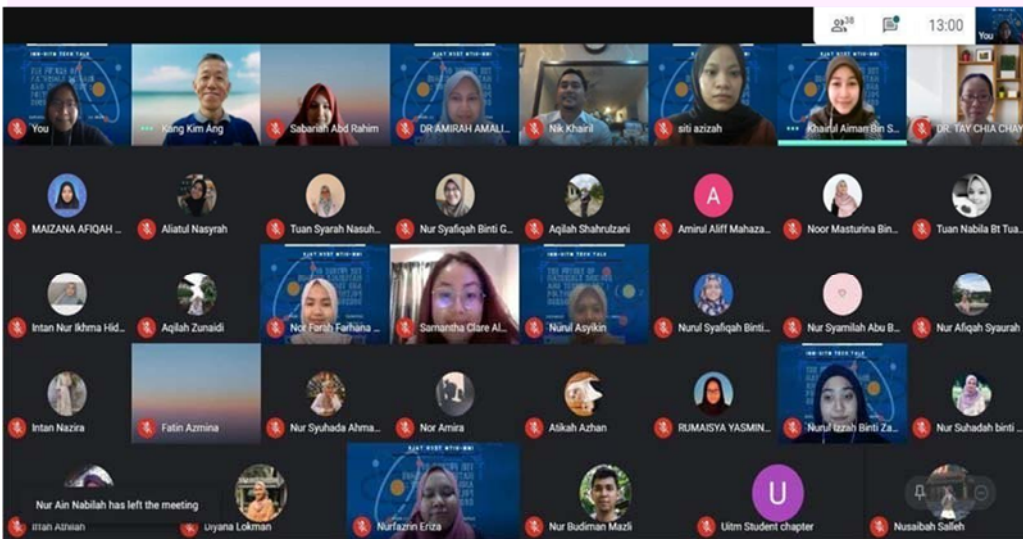 38
13:00
You
You
Kang Kim Ang
Sabariah Abd Rahim
DR AMIRAH AMALI...
Nik Khairil
siti azizah
Khairul Aiman Bin S...
DR. TAY CHIA CHAY
MAIZANA AFIQAH ...
Aliatul Nasyrah
Tuan Syarah Nasuh...
Nur Syafiqah Binti G...
Aqilah Shahrulzani
A
Amirul Aliff Mahaza...
Noor Masturina Bin...
Tuan Nabila Bt Tua...
Intan Nur Ikhma Hid...
Aqilah Zunaidi
Nor Farah Farhana ...
Samantha Clare Al...
Nurul Asyikin
Nurul Syafiqah Binti...
Nur Syamilah Abu B...
Nur Afiqah Syaurah
Intan Nazira
Fatin Azmina
Nur Syuhada Ahma...
Nor Amira
Atikah Azhan
RUMAISYA YASMIN...
Nurul Izzah Binti Za...
Nur Suhadah binti ...
Nur Ain Nabilah has left the meeting
Diyana Lokman
Nurfazrin Eriza
Nur Budiman Mazli
U
Uitm Student chapter
Nusaibah Salleh